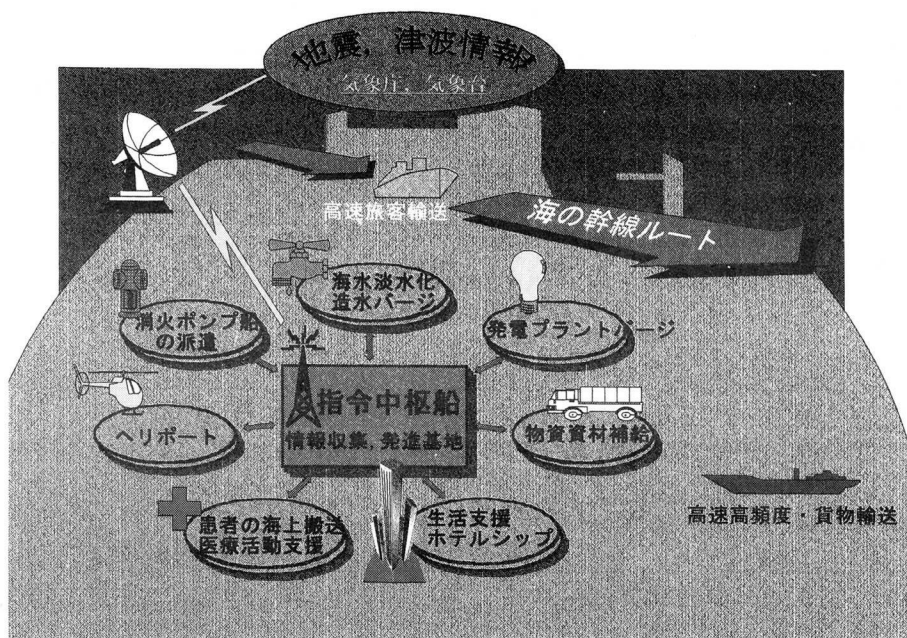 地震，津波情報
気象庁，気象台
高速旅客輸送
海の幹線ルート
海水淡水化
造水バージ
消火ポンプ船
の派遣
発電プラントバージ
指令中枢船
情報収集，発進基地
ヘリポート
物資資材補給
患者の海上搬送
医療活動支援
生活支援
ホテルシップ
高速高頻度・貨物輸送